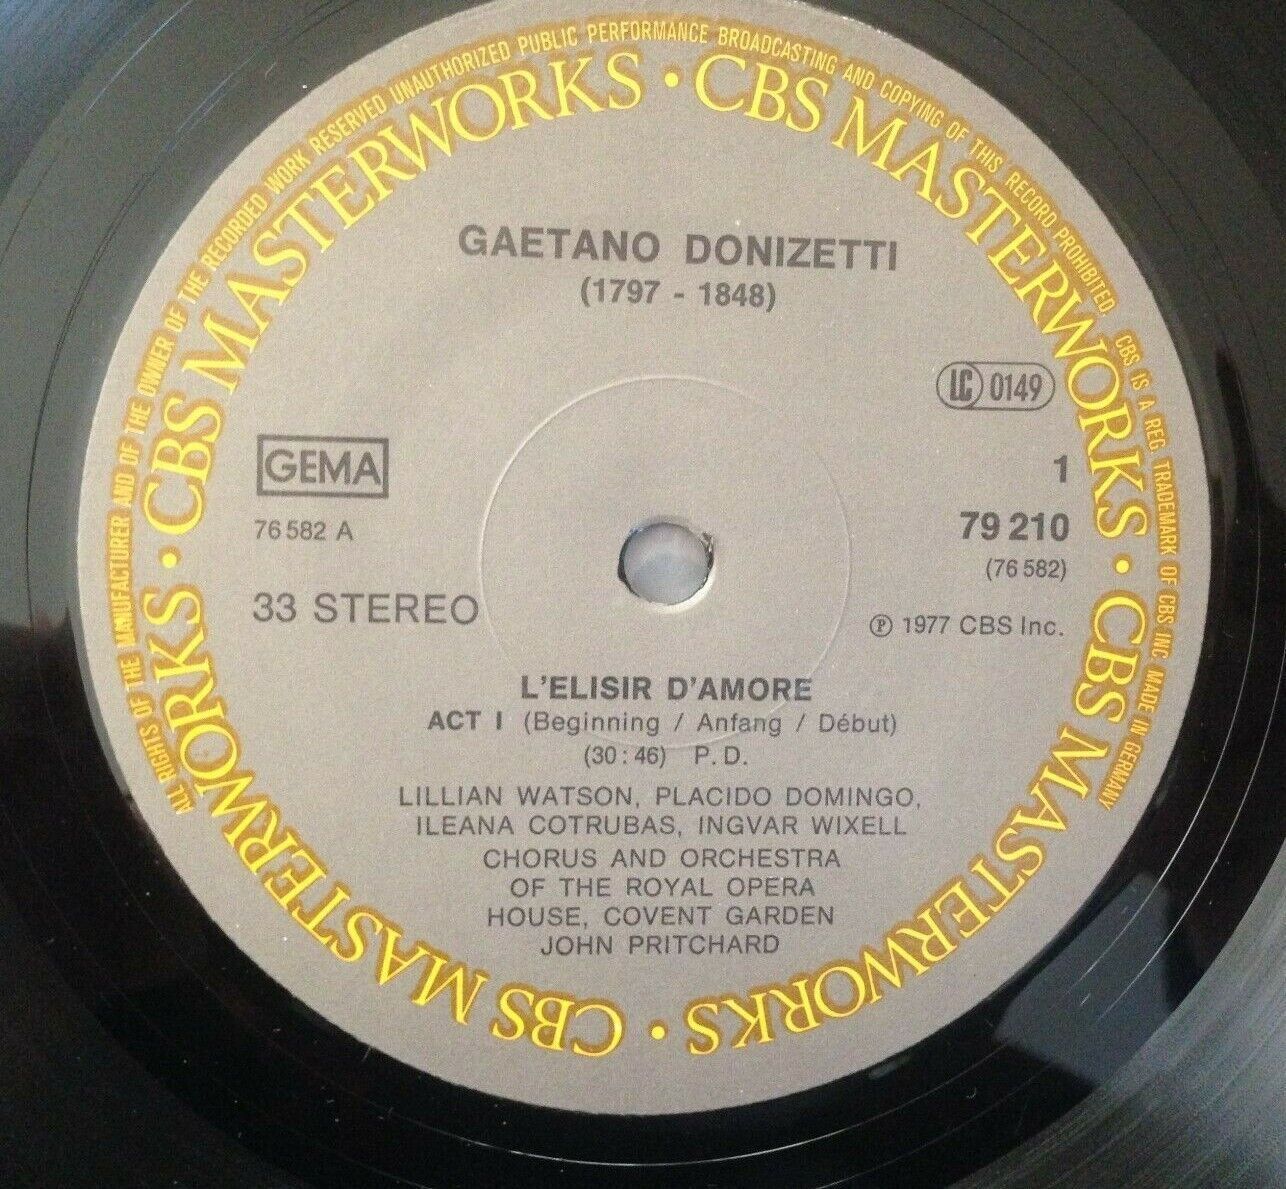 ALL RIGHTS OF THE MANUFACTURER AND OF THE OWNER OF THE RECORDED WORK RESERVED UNAUTHORIZED PUBLIC PERFORMANCE BROADCASTING AND COPYING OF THIS RECORD PROHIBITED. CBS IS A REG. TRADEMARK OF CBS INC MADE IN GERMANY
CBS MASTERWORKS · CBS MASTERWORKS · CBS MASTERWORKS · CBS MASTERWORKS ·
GAETANO DONIZETTI
(1797 - 1848)
LC 0149
GEMA
1
76 582 A
79 210
(76 582)
33 STEREO
℗ 1977 CBS Inc.
L'ELISIR D'AMORE
ACT I (Beginning / Anfang / Début)
(30:46) P.D.
LILLIAN WATSON, PLACIDO DOMINGO,
ILEANA COTRUBAS, INGVAR WIXELL
CHORUS AND ORCHESTRA
OF THE ROYAL OPERA
HOUSE, COVENT GARDEN
JOHN PRITCHARD